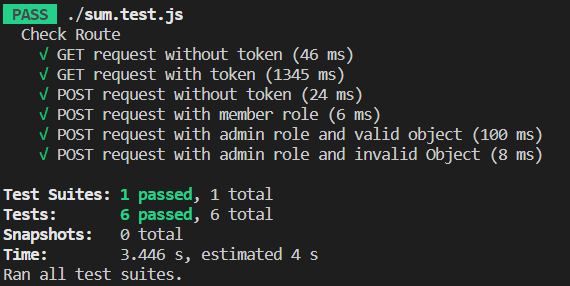 PASS ./sum.test.js
Check Route
√ GET request without token (46 ms)
√ GET request with token (1345 ms)
√ POST request without token (24 ms)
√ POST request with member role (6 ms)
√ POST request with admin role and valid object (100 ms)
√ POST request with admin role and invalid Object (8 ms)
Test Suites: 1 passed, 1 total
Tests: 6 passed, 6 total
Snapshots: 0 total
Time: 3.446 s, estimated 4 s
Ran all test suites.